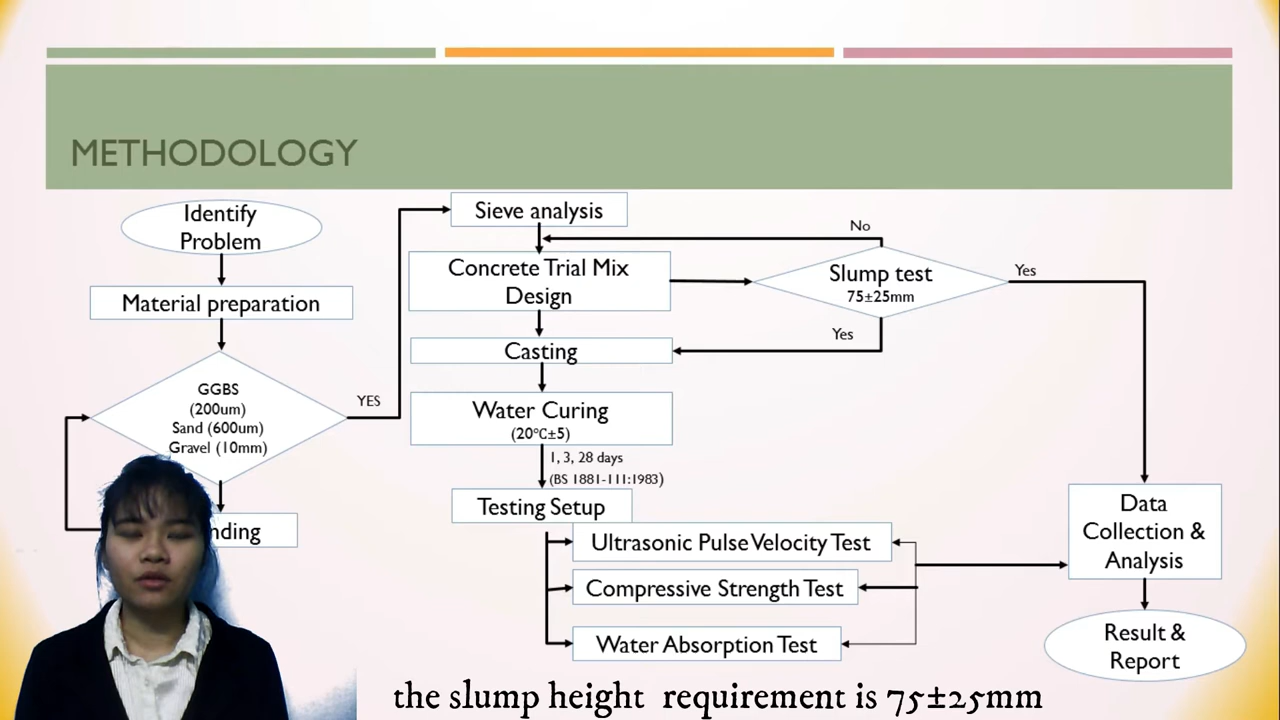 METHODOLOGY
Identify
Problem
Material preparation
GGBS
(200um)
Sand (600um)
Gravel (10mm)
YES
Sieve analysis
Concrete Trial Mix
Design
Casting
Water Curing
(20°C±5)
1, 3, 28 days
(BS 1881-111:1983)
Testing Setup
Ultrasonic Pulse Velocity Test
Compressive Strength Test
Water Absorption Test
No
Slump test
75±25mm
Yes
Yes
Data
Collection &
Analysis
Result &
Report
the slump height requirement is 75±25mm